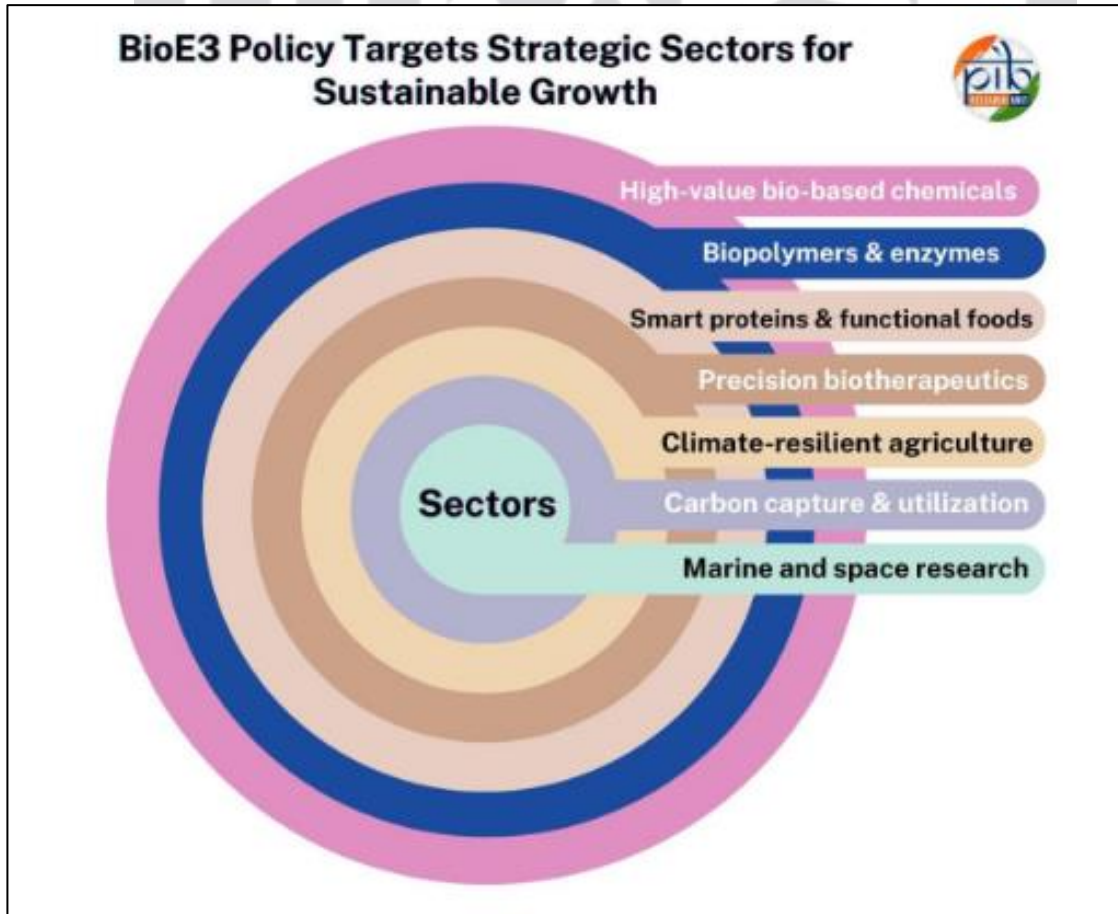 BioE3 Policy Targets Strategic Sectors for
Sustainable Growth
pib
High-value bio-based chemicals
Biopolymers & enzymes
Smart proteins & functional foods
Precision biotherapeutics
Climate-resilient agriculture
Carbon capture & utilization
Sectors
Marine and space research